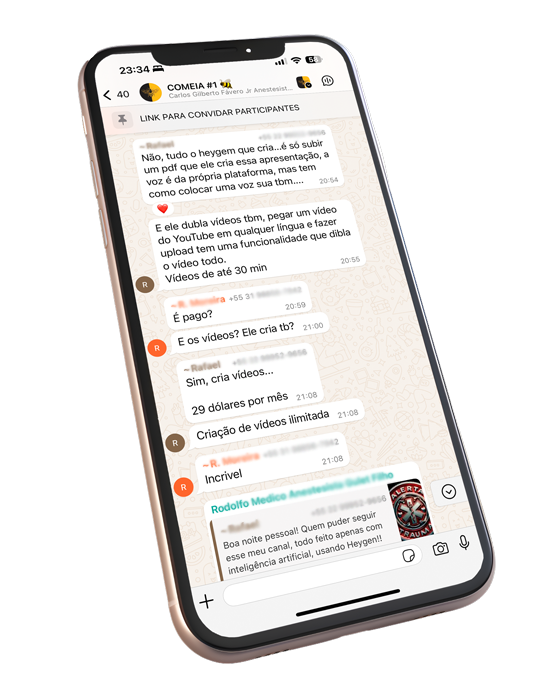 23:34
40
COMEIA #1 🐝
Carlos Gilberto Fávero Jr Anestesist...
LINK PARA CONVIDAR PARTICIPANTES
~Rafael
Não, tudo o heygem que cria...é só subir
um pdf que ele cria essa apresentação, a
voz é da própria plataforma, mas tem
como colocar uma voz sua tbm....
20:54
❤️
E ele dubla vídeos tbm, pegar um vídeo
do YouTube em qualquer língua e fazer
upload tem uma funcionalidade que dibla
o vídeo todo.
Vídeos de até 30 min
20:55
R
~R. Moreira +55 31
É pago?
20:59
E os vídeos? Ele cria tb?
21:00
R
~Rafael
Sim, cria vídeos...
29 dólares por mês
21:08
Criação de vídeos ilimitada
21:08
R
~R. Moreira
Incrivel
21:08
R
Rodolfo Medico Anestesista Guiet Filho
~Rafael
Boa noite pessoal! Quem puder seguir
esse meu canal, todo feito apenas com
inteligência artificial, usando Heygen!!
ALERTA
TRAUMA